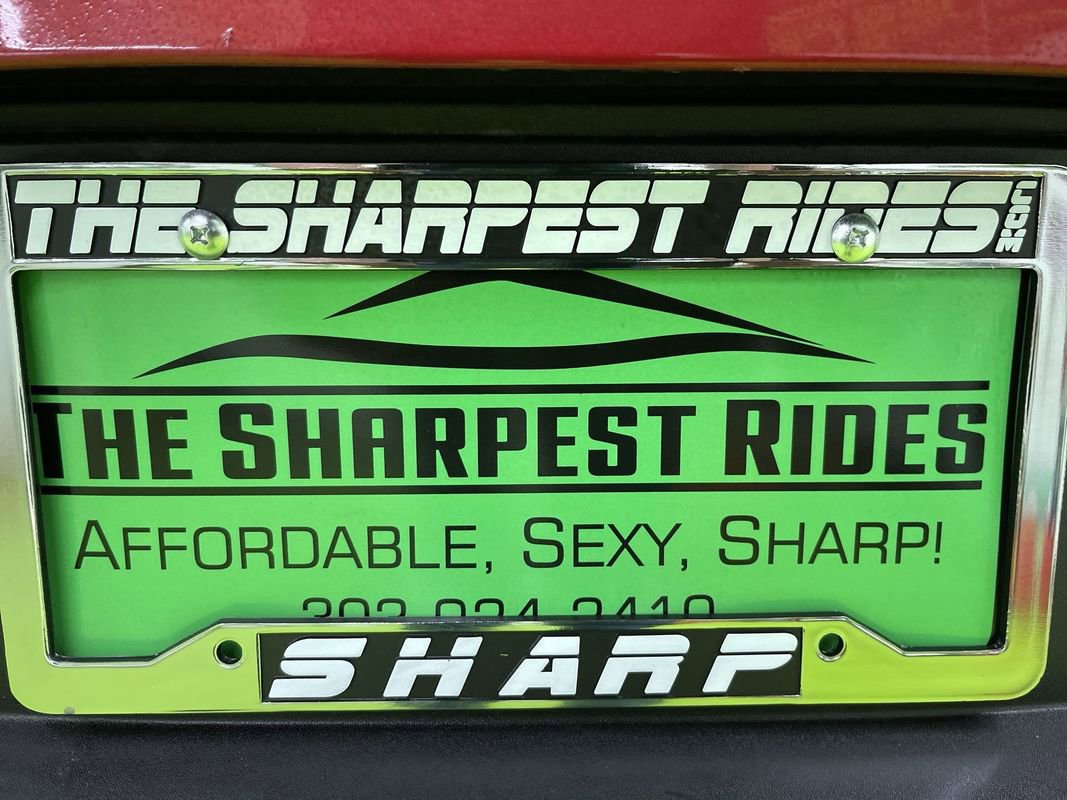 THE SHARPEST RIDES.COM
THE SHARPEST RIDES
AFFORDABLE, SEXY, SHARP!
SHARP